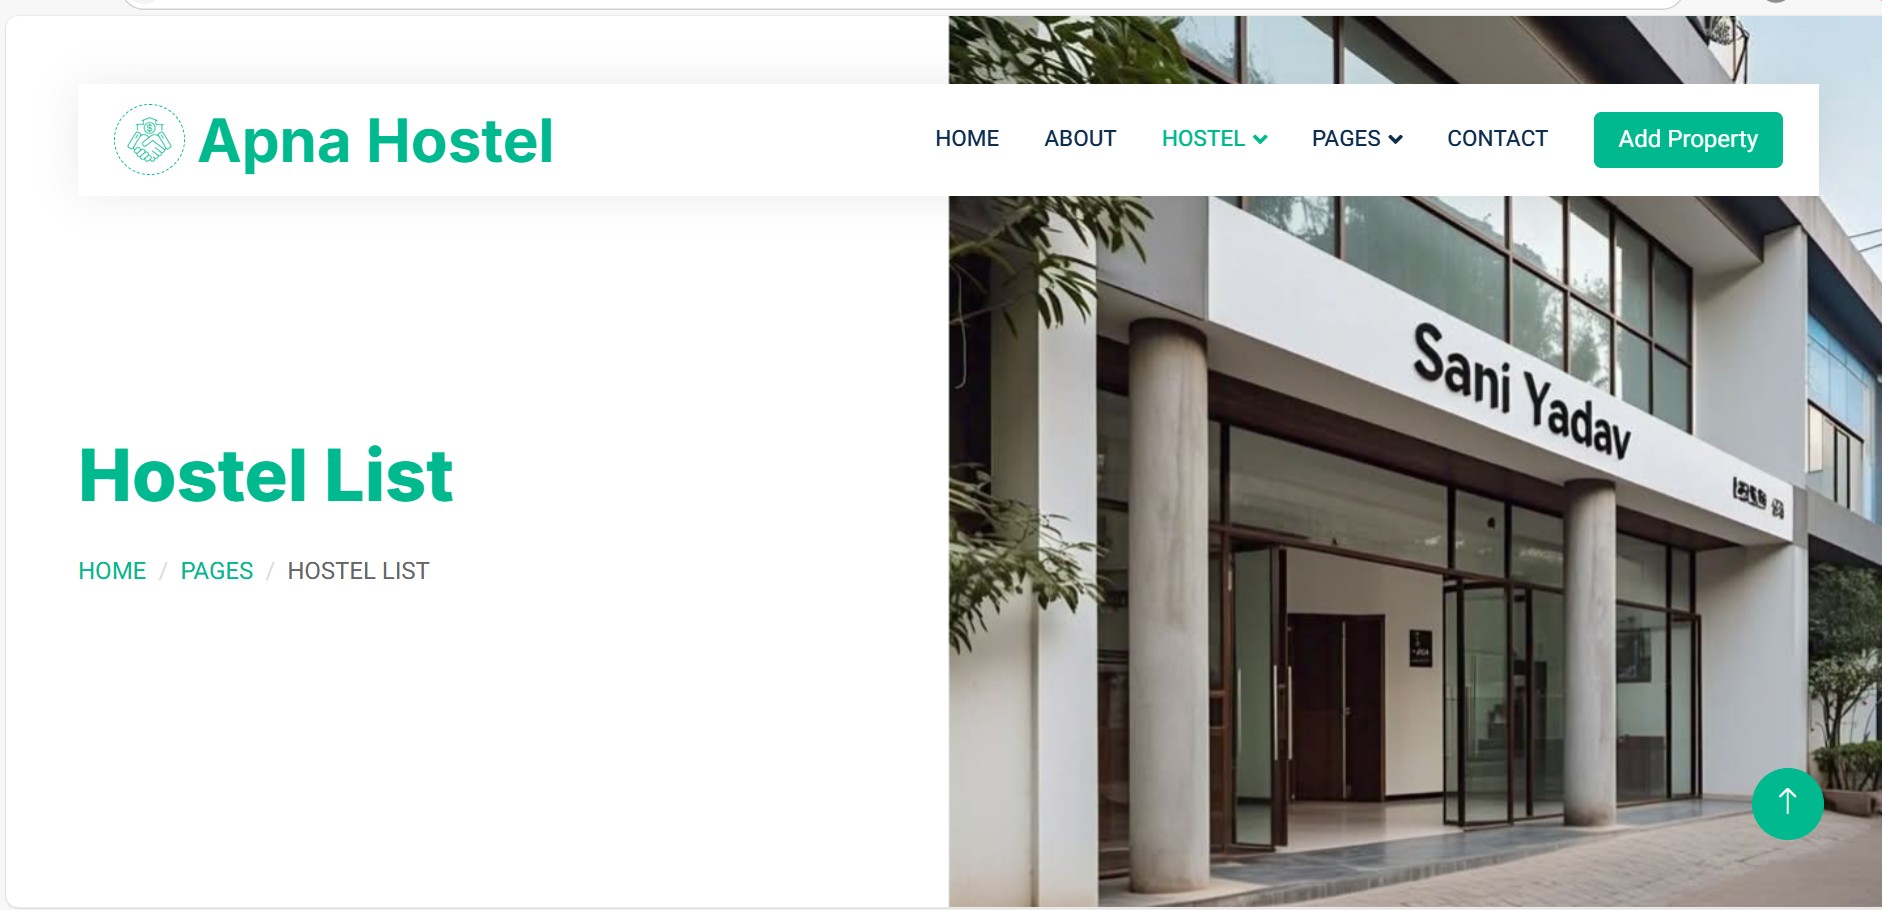 Apna Hostel
HOME ABOUT HOSTEL PAGES CONTACT Add Property
Sani Yadav
Hostel List
HOME / PAGES / HOSTEL LIST